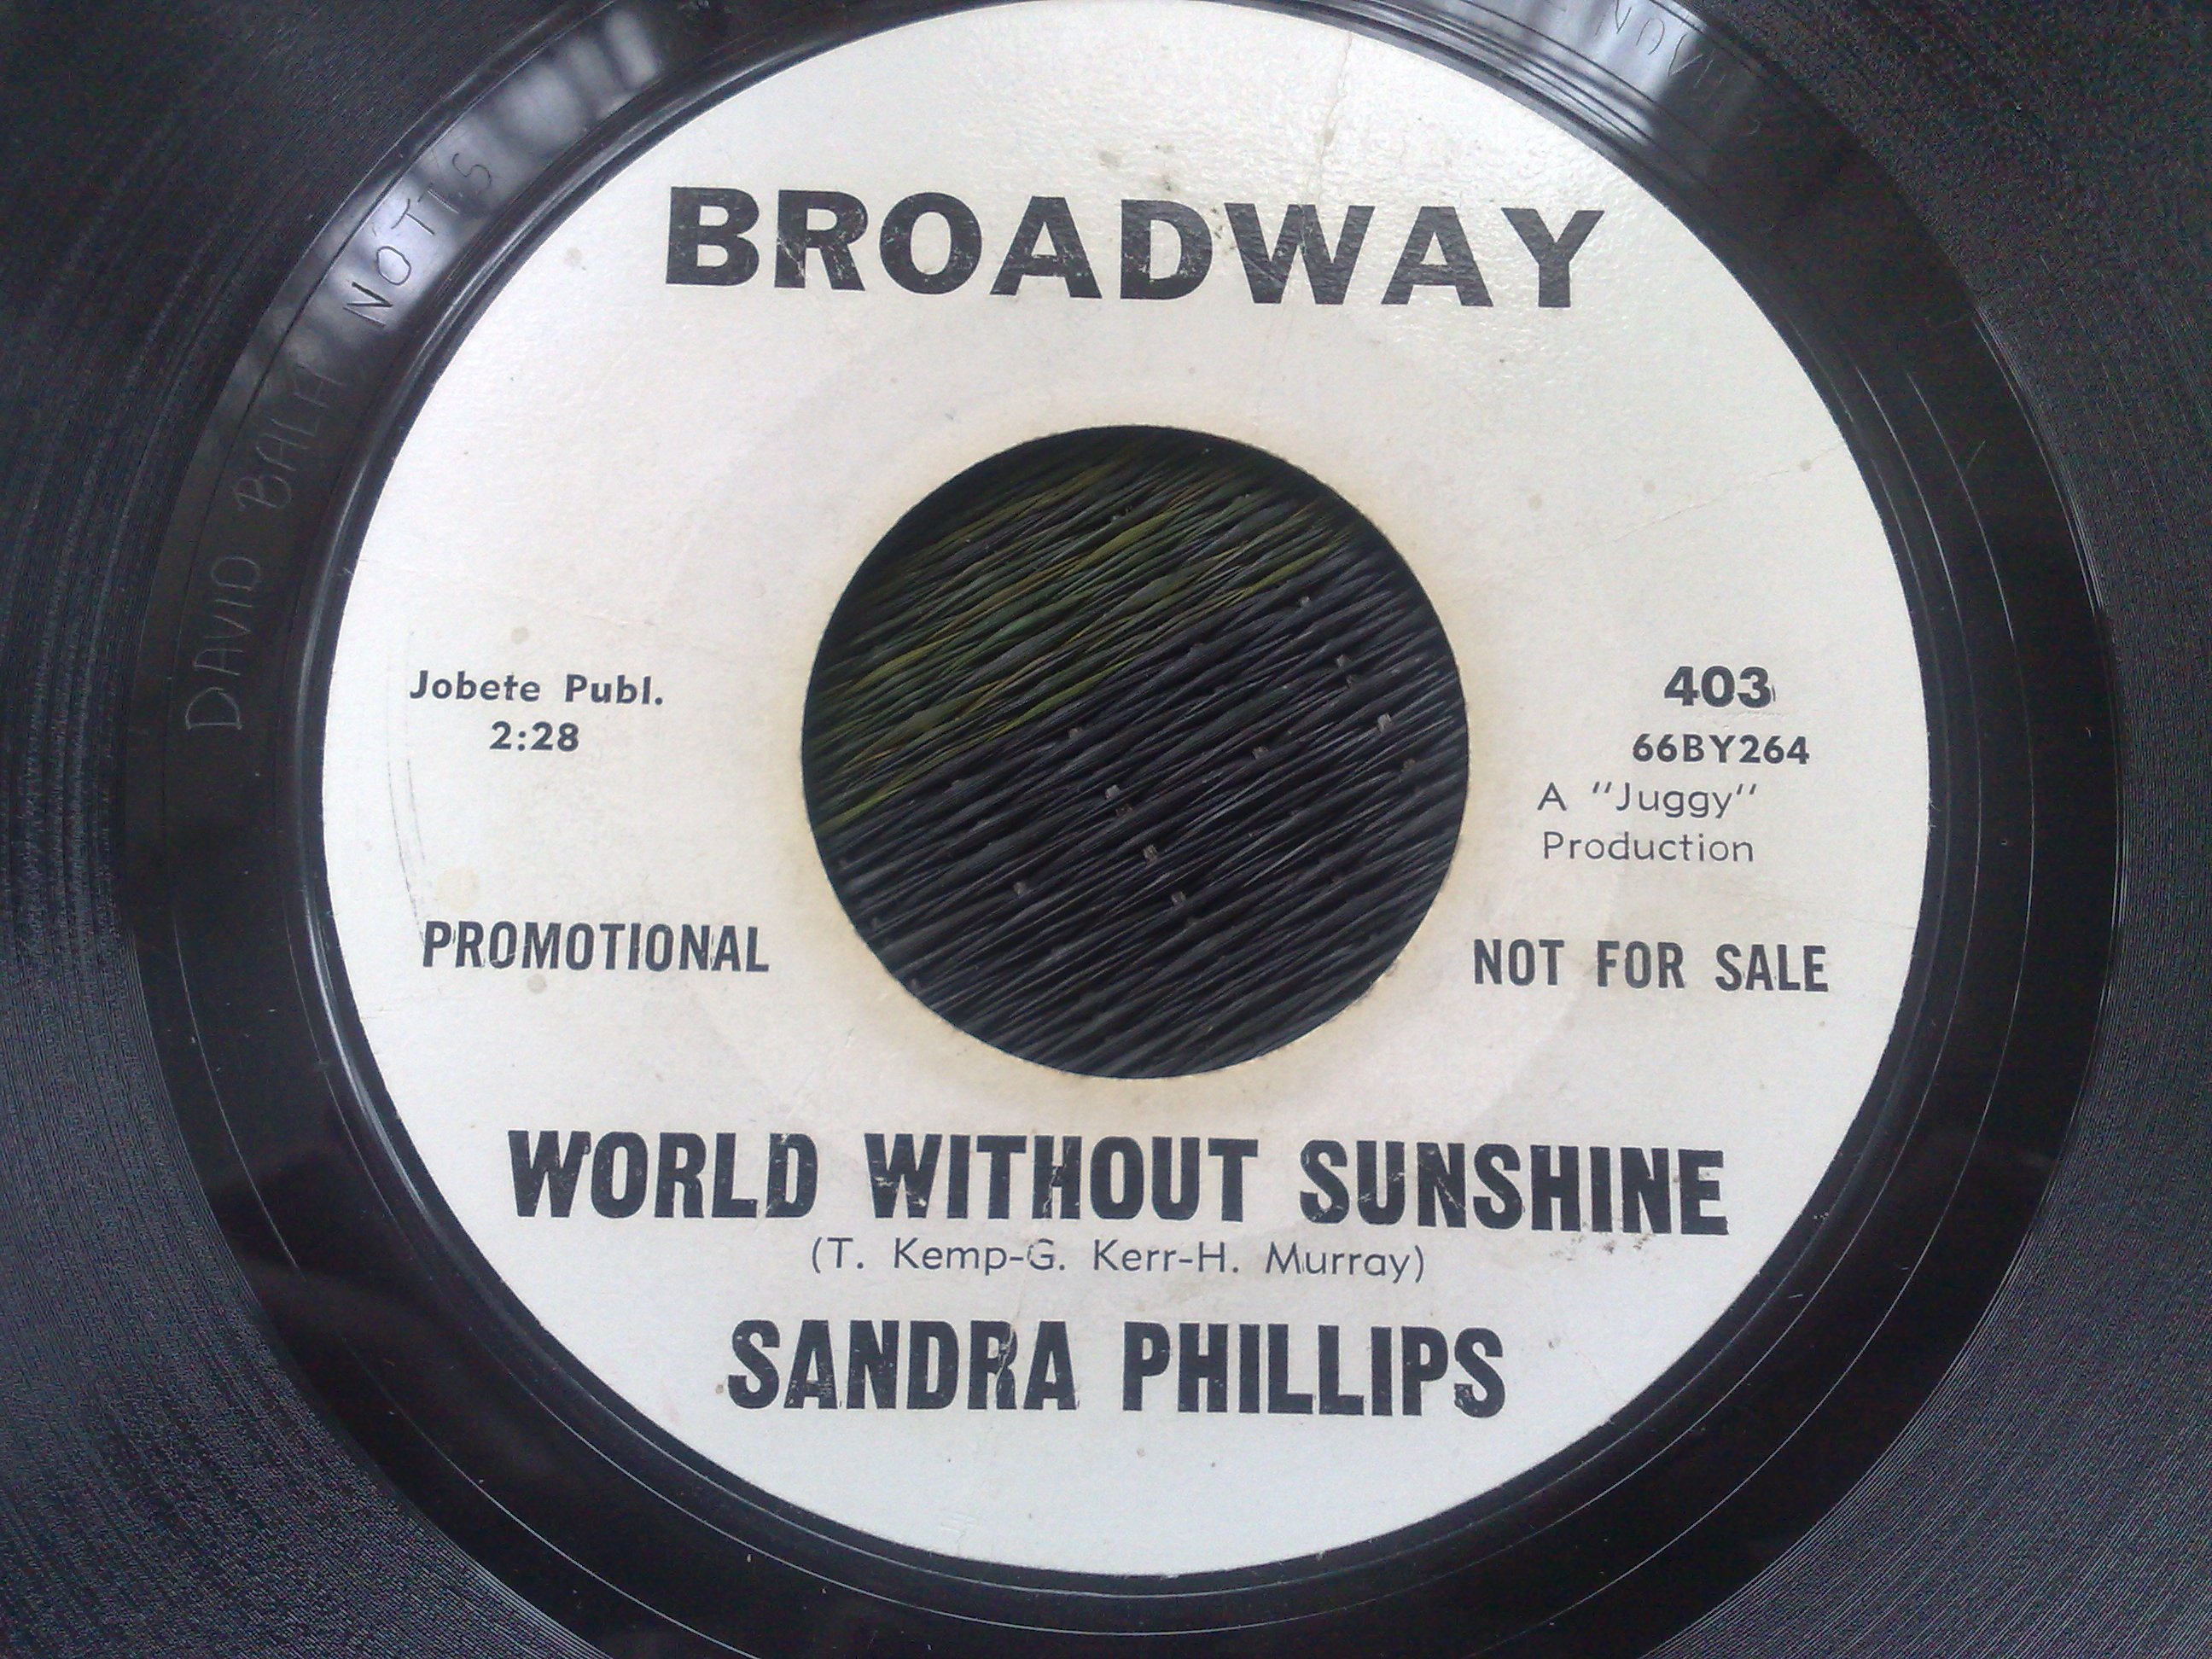 BROADWAY
DAVID BALL NOTTS
Jobete Publ.
2:28
403
66BY264
A "Juggy"
Production
PROMOTIONAL
NOT FOR SALE
WORLD WITHOUT SUNSHINE
(T. Kemp-G. Kerr-H. Murray)
SANDRA PHILLIPS